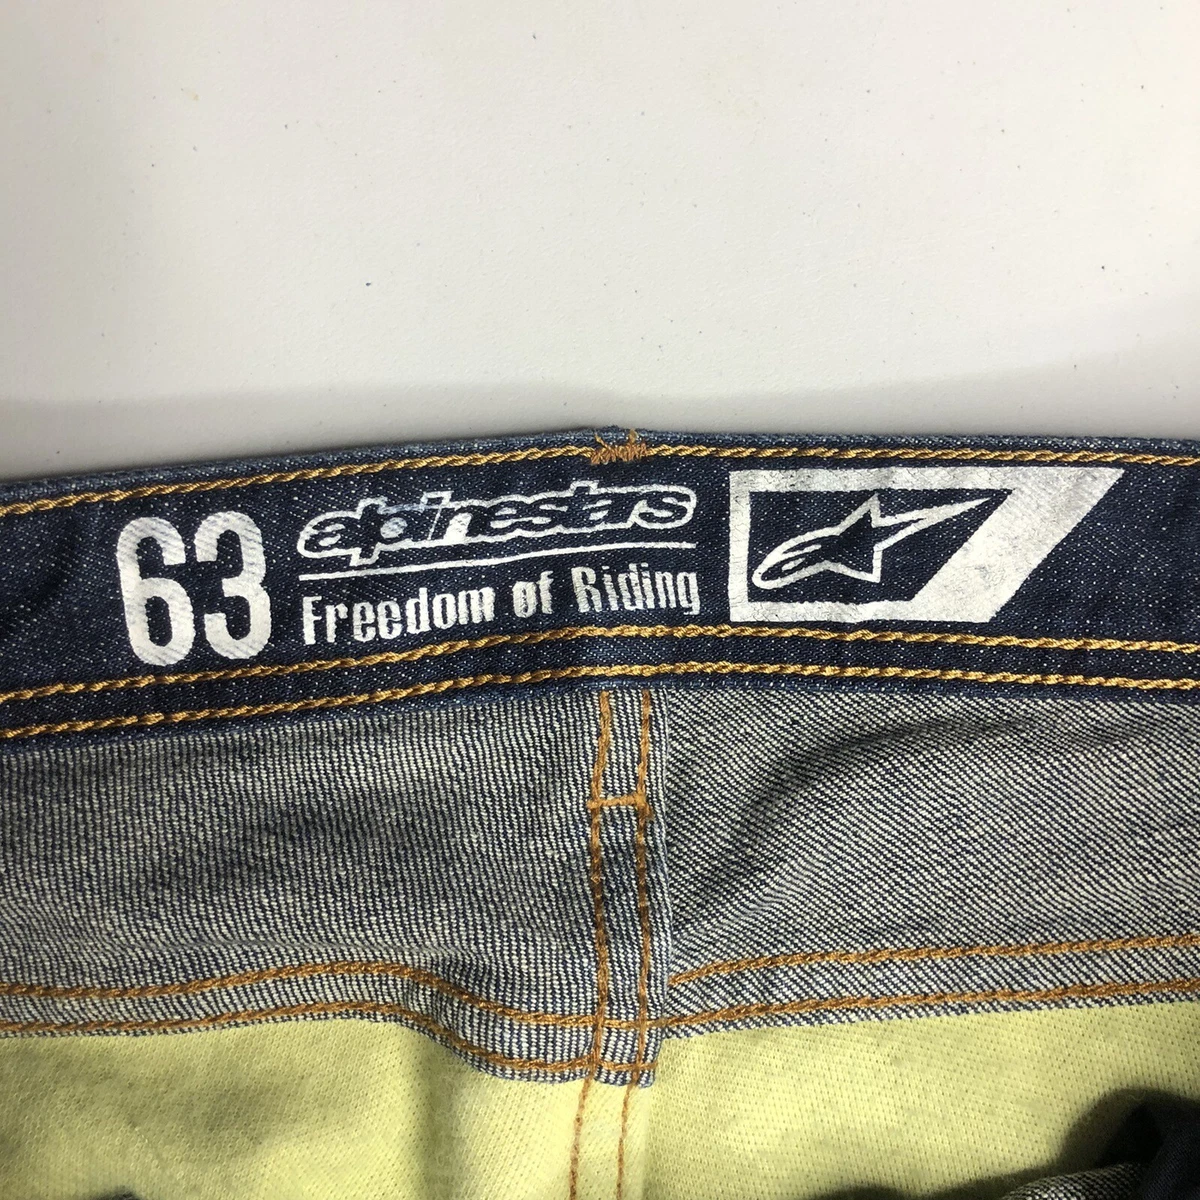 63
alpinestars
Freedom of Riding